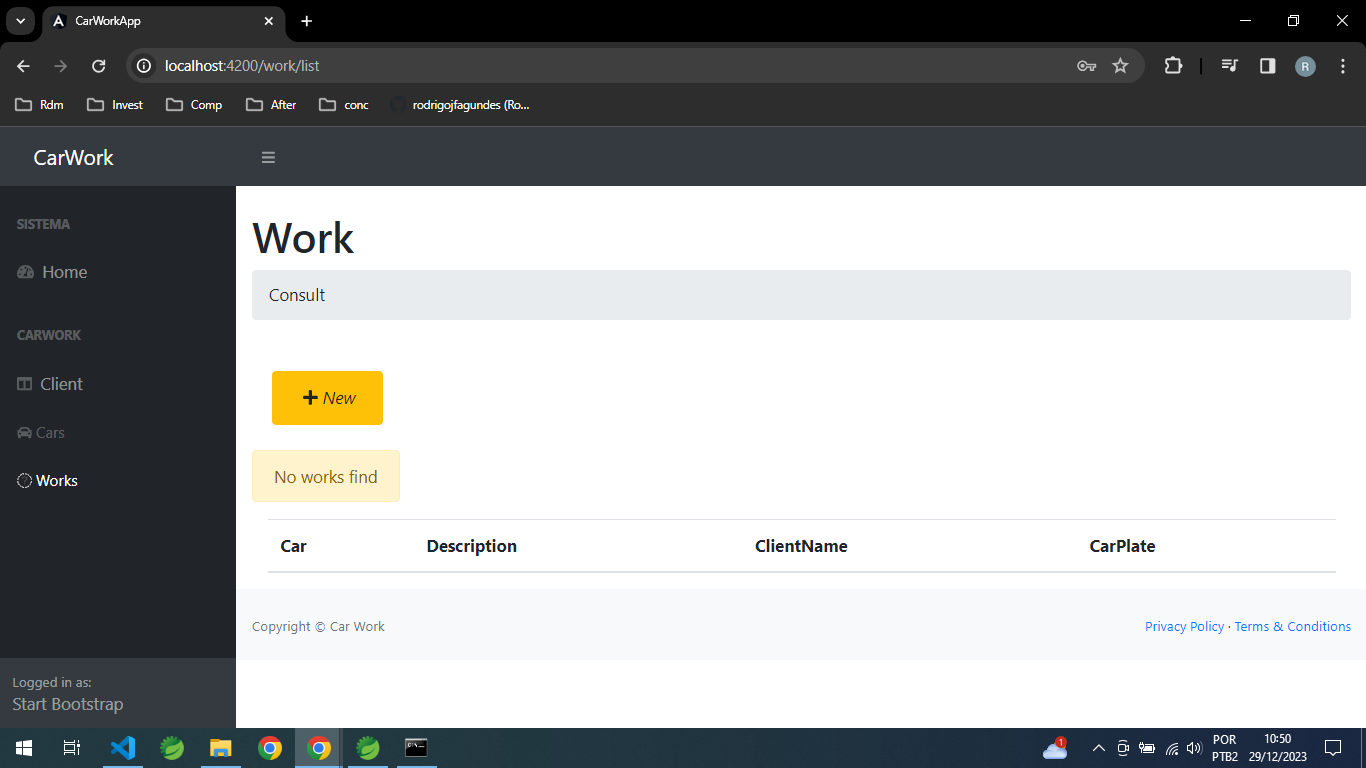 CarWorkApp
localhost:4200/work/list
R
Rdm
Invest
Comp
After
conc
rodrigojfagundes (Ro...
CarWork
SISTEMA
Home
CARWORK
Client
Cars
Works
Logged in as:
Start Bootstrap
Work
Consult
New
No works find
Car Description ClientName CarPlate
Copyright © Car Work
Privacy Policy · Terms & Conditions
1
POR
PTB2
10:50
29/12/2023